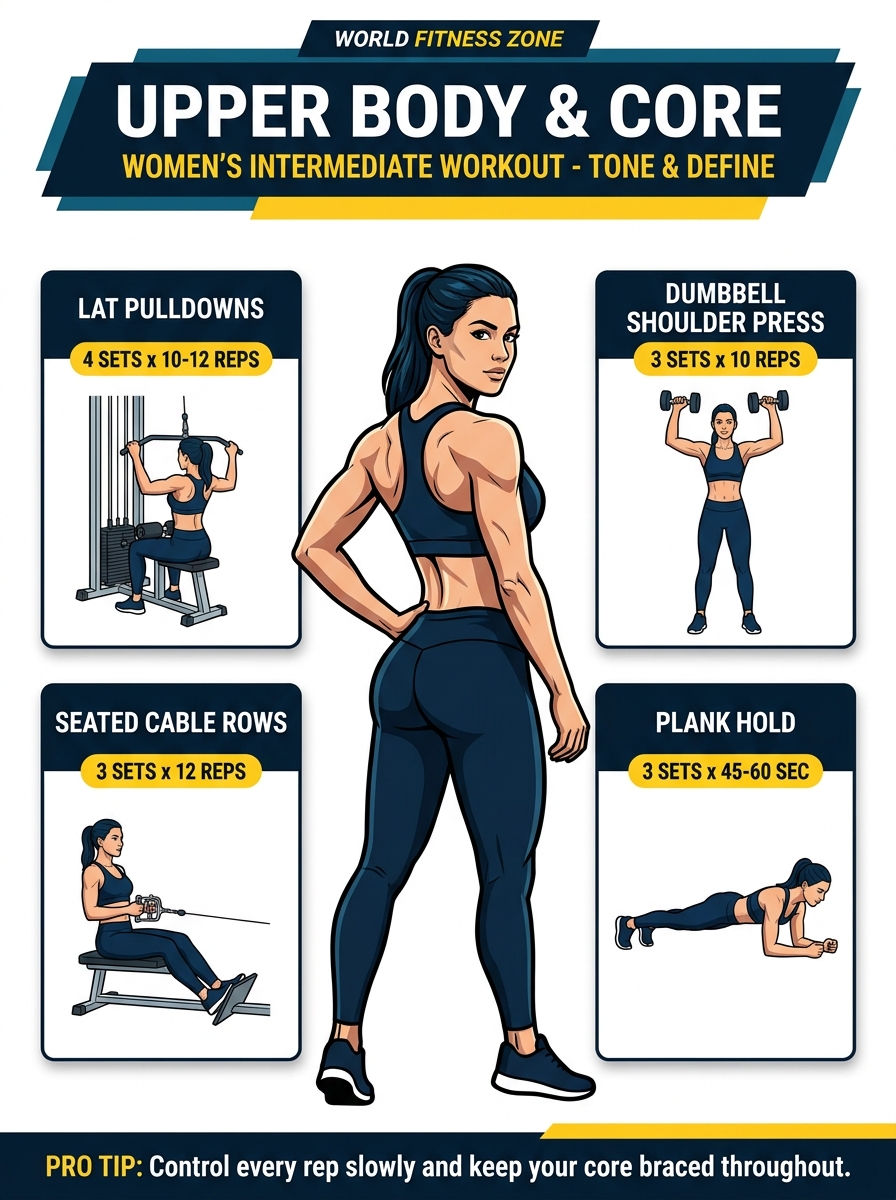 WORLD FITNESS ZONE
UPPER BODY & CORE
WOMEN'S INTERMEDIATE WORKOUT - TONE & DEFINE
LAT PULLDOWNS
4 SETS x 10-12 REPS
DUMBBELL
SHOULDER PRESS
3 SETS x 10 REPS
SEATED CABLE ROWS
3 SETS x 12 REPS
PLANK HOLD
3 SETS x 45-60 SEC
PRO TIP: Control every rep slowly and keep your core braced throughout.